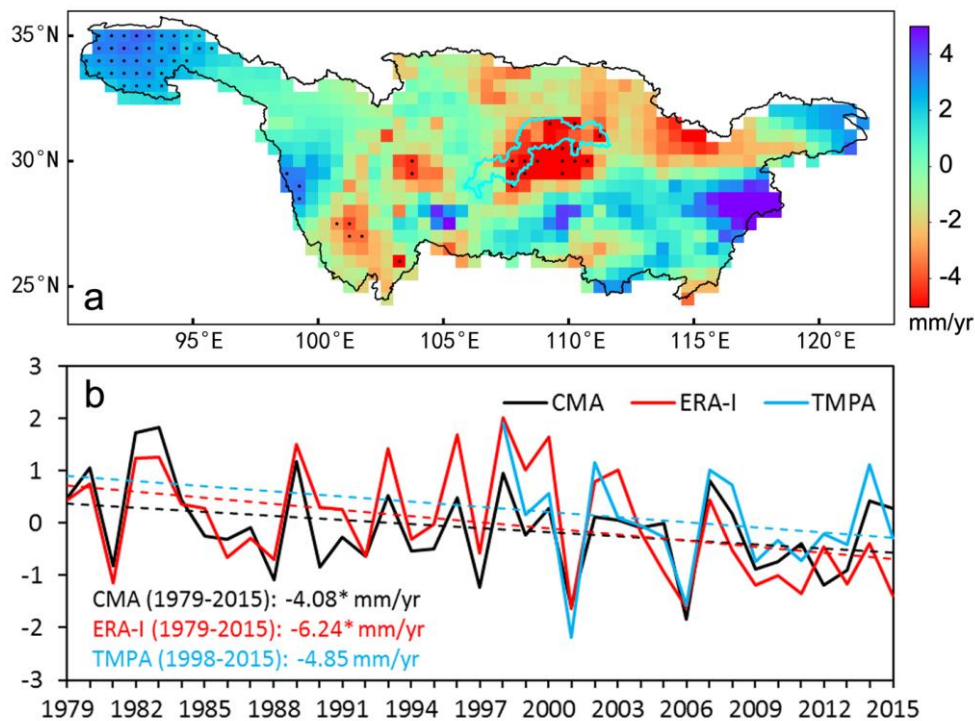 35°N
30°N
25°N
a
95°E 100°E 105°E 110°E 115°E 120°E
4
2
0
-2
-4
mm/yr
b
CMA ERA-I TMPA
3
2
1
0
-1
-2
-3
CMA (1979-2015): -4.08* mm/yr
ERA-I (1979-2015): -6.24* mm/yr
TMPA (1998-2015): -4.85 mm/yr
1979 1982 1985 1988 1991 1994 1997 2000 2003 2006 2009 2012 2015